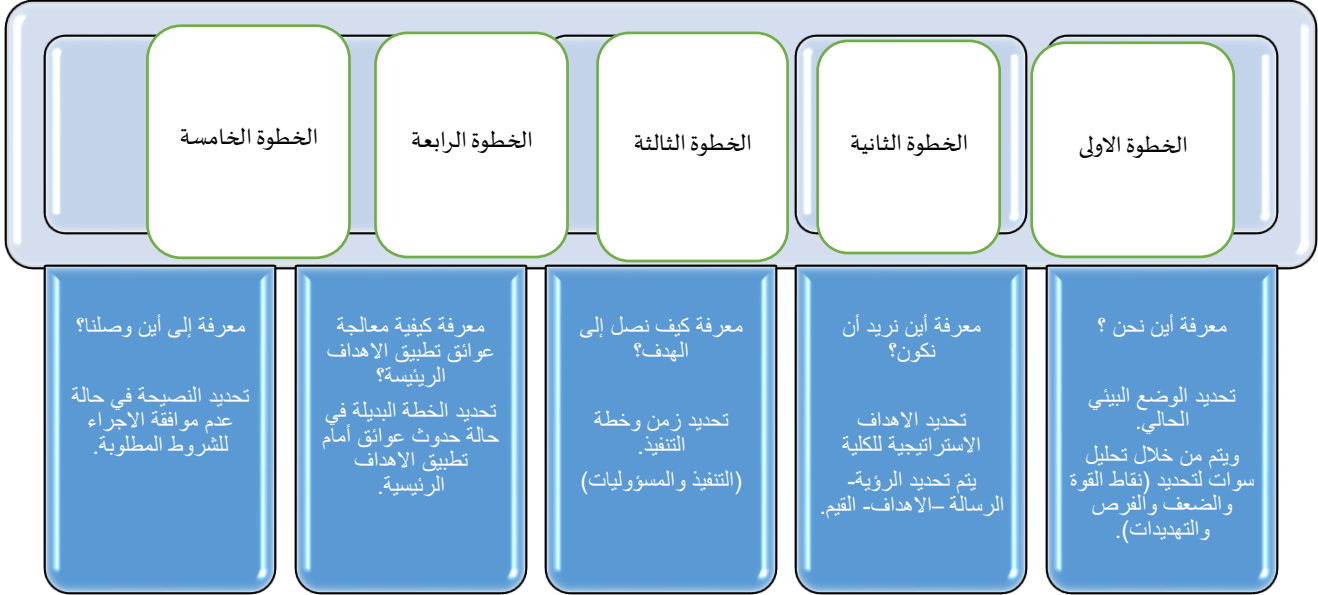 الخطوة الاولى
الخطوة الثانية
الخطوة الثالثة
الخطوة الرابعة
الخطوة الخامسة
معرفة أين نحن ؟
تحديد الوضع البيئي
الحالي.
ويتم من خلال تحليل
سوات لتحديد (نقاط القوة
والضعف والفرص
والتهديدات).
معرفة أين نريد أن
نكون؟
تحديد الاهداف
الاستراتيجية للكلية
يتم تحديد الرؤية-
الرسالة –الاهداف- القيم.
معرفة كيف نصل إلى
الهدف؟
تحديد زمن وخطة
التنفيذ.
(التنفيذ والمسؤوليات)
معرفة كيفية معالجة
عوائق تطبيق الاهداف
الريئيسة؟
تحديد الخطة البديلة في
حالة حدوث عوائق أمام
تطبيق الاهداف
الرئيسية.
معرفة إلى أين وصلنا؟
تحديد النصيحة في حالة
عدم موافقة الاجراء
للشروط المطلوبة.